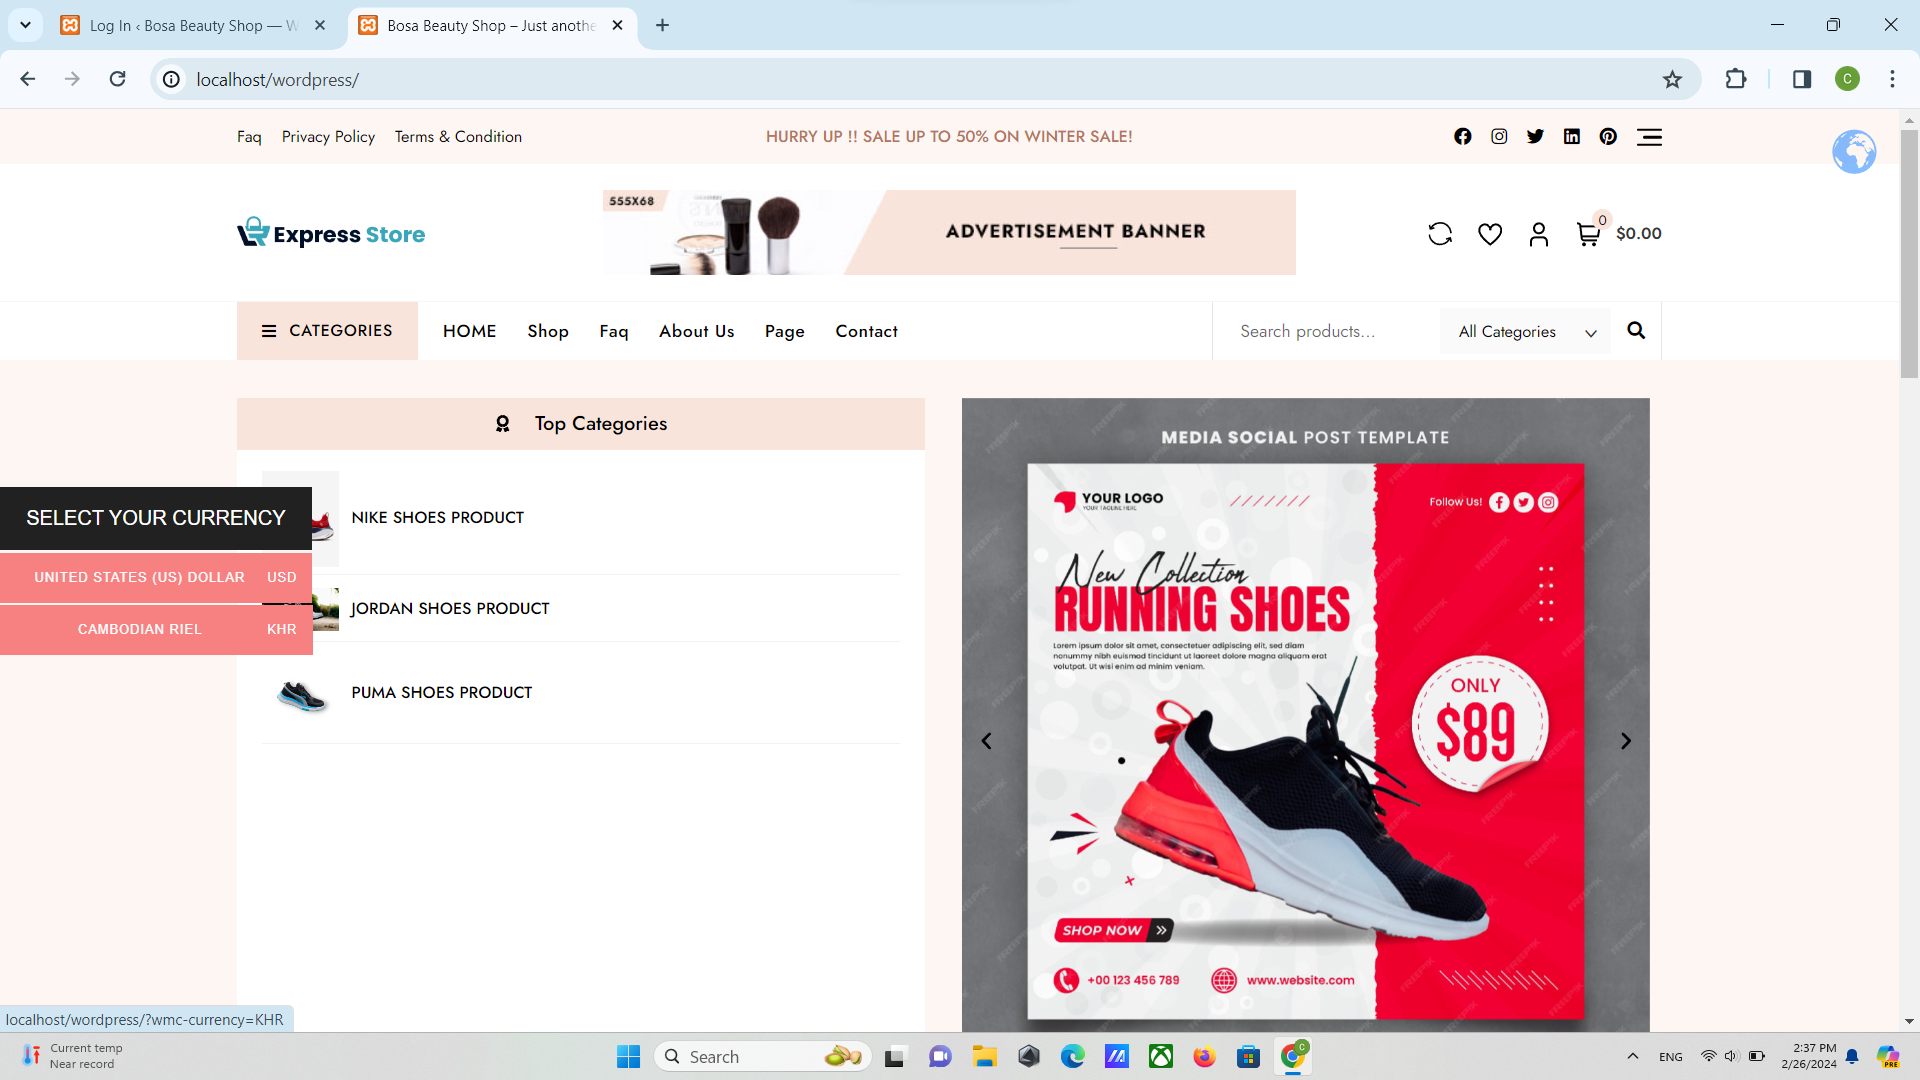 Log In ‹ Bosa Beauty Shop — W
Bosa Beauty Shop – Just anothe
localhost/wordpress/
C
Faq
Privacy Policy
Terms & Condition
HURRY UP !! SALE UP TO 50% ON WINTER SALE!
Express Store
555X68
ADVERTISEMENT BANNER
0
$0.00
CATEGORIES
HOME
Shop
Faq
About Us
Page
Contact
Search products...
All Categories
Top Categories
NIKE SHOES PRODUCT
JORDAN SHOES PRODUCT
PUMA SHOES PRODUCT
SELECT YOUR CURRENCY
UNITED STATES (US) DOLLAR USD
CAMBODIAN RIEL KHR
MEDIA SOCIAL POST TEMPLATE
YOUR LOGO
YOUR TAGLINE HERE
Follow Us!
New Collection
RUNNING SHOES
Lorem ipsum dolor sit amet, consectetuer adipiscing elit, sed diam
nonummy nibh euismod tincidunt ut laoreet dolore magna aliquam erat
volutpat. Ut wisi enim ad minim veniam.
ONLY
$89
SHOP NOW
+00 123 456 789
www.website.com
localhost/wordpress/?wmc-currency=KHR
Current temp
Near record
Search
C
ENG
2:37 PM
2/26/2024
PRE